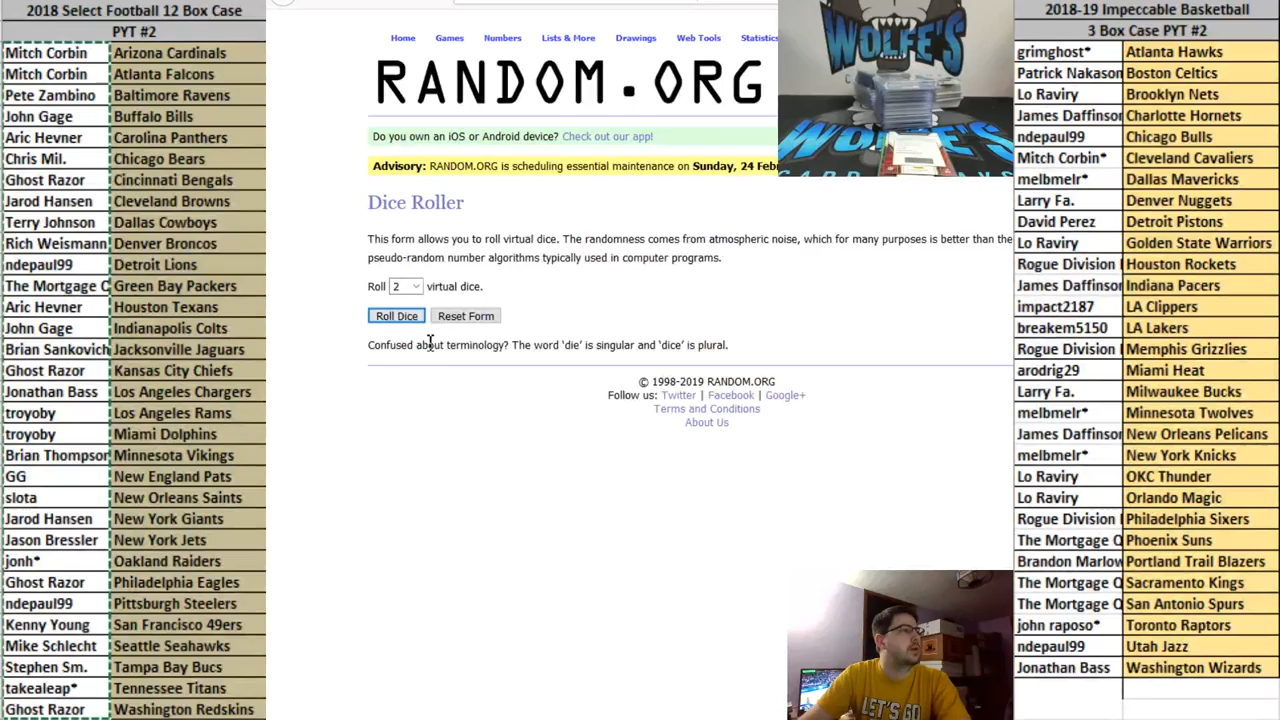 2018 Select Football 12 Box Case
PYT #2
Mitch Corbin Arizona Cardinals
Mitch Corbin Atlanta Falcons
Pete Zambino Baltimore Ravens
John Gage Buffalo Bills
Aric Hevner Carolina Panthers
Chris Mil. Chicago Bears
Ghost Razor Cincinnati Bengals
Jarod Hansen Cleveland Browns
Terry Johnson Dallas Cowboys
Rich Weismann Denver Broncos
ndepaul99 Detroit Lions
The Mortgage Green Bay Packers
Aric Hevner Houston Texans
John Gage Indianapolis Colts
Brian Sankovich Jacksonville Jaguars
Ghost Razor Kansas City Chiefs
Jonathan Bass Los Angeles Chargers
troyoby Los Angeles Rams
troyoby Miami Dolphins
Brian Thompson Minnesota Vikings
GG New England Pats
slota New Orleans Saints
Jarod Hansen New York Giants
Jason Bressler New York Jets
jonh* Oakland Raiders
Ghost Razor Philadelphia Eagles
ndepaul99 Pittsburgh Steelers
Kenny Young San Francisco 49ers
Mike Schlecht Seattle Seahawks
Stephen Sm. Tampa Bay Bucs
takealeap* Tennessee Titans
Ghost Razor Washington Redskins
Home Games Numbers Lists & More Drawings Web Tools Statistics
RANDOM.ORG
Do you own an iOS or Android device? Check out our app!
Advisory: RANDOM.ORG is scheduling essential maintenance on Sunday, 24 Feb
Dice Roller
This form allows you to roll virtual dice. The randomness comes from atmospheric noise, which for many purposes is better than the
pseudo-random number algorithms typically used in computer programs.
Roll 2 virtual dice.
Roll Dice Reset Form
Confused about terminology? The word ‘die’ is singular and ‘dice’ is plural.
© 1998-2019 RANDOM.ORG
Follow us: Twitter | Facebook | Google+
Terms and Conditions
About Us
WOLFE'S
WOLFE'S
LET'S GO
2018-19 Impeccable Basketball
3 Box Case PYT #2
grimghost* Atlanta Hawks
Patrick Nakason Boston Celtics
Lo Raviry Brooklyn Nets
James Daffinson Charlotte Hornets
ndepaul99 Chicago Bulls
Mitch Corbin* Cleveland Cavaliers
melbmelr* Dallas Mavericks
Larry Fa. Denver Nuggets
David Perez Detroit Pistons
Lo Raviry Golden State Warriors
Rogue Division Houston Rockets
James Daffinson Indiana Pacers
impact2187 LA Clippers
breakem5150 LA Lakers
Rogue Division Memphis Grizzlies
arodrig29 Miami Heat
Larry Fa. Milwaukee Bucks
melbmelr* Minnesota Twolves
James Daffinson New Orleans Pelicans
melbmelr* New York Knicks
Lo Raviry OKC Thunder
Lo Raviry Orlando Magic
Rogue Division Philadelphia Sixers
The Mortgage Phoenix Suns
Brandon Marlow Portland Trail Blazers
The Mortgage Sacramento Kings
The Mortgage San Antonio Spurs
john raposo* Toronto Raptors
ndepaul99 Utah Jazz
Jonathan Bass Washington Wizards